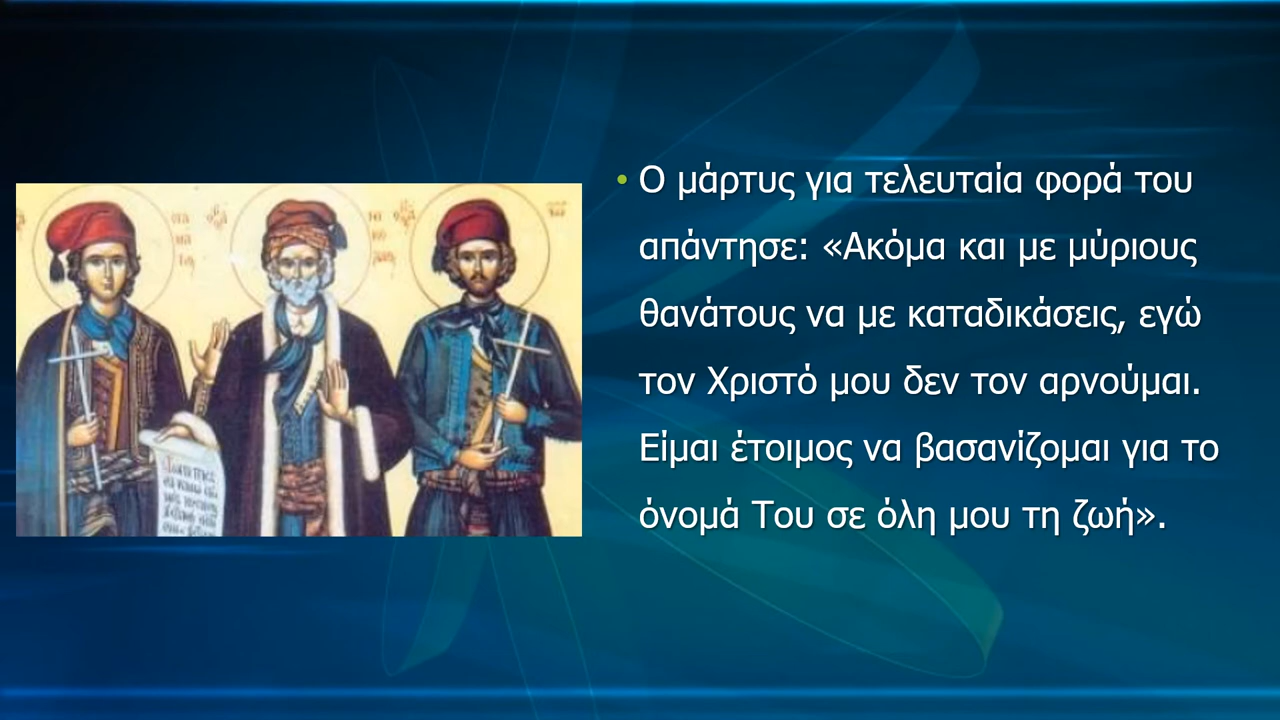 • Ο μάρτυς για τελευταία φορά του
απάντησε: «Ακόμα και με μύριους
θανάτους να με καταδικάσεις, εγώ
τον Χριστό μου δεν τον αρνούμαι.
Είμαι έτοιμος να βασανίζομαι για το
όνομά Του σε όλη μου τη ζωή».